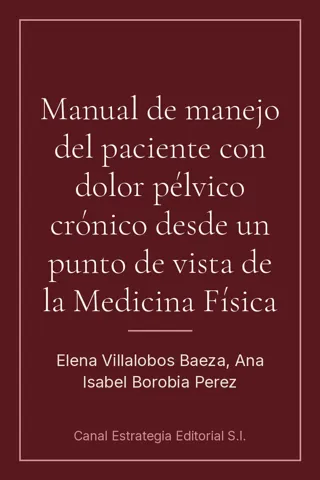 Manual de manejo
del paciente con
dolor pélvico
crónico desde un
punto de vista de
la Medicina Física
Elena Villalobos Baeza, Ana
Isabel Borobia Perez
Canal Estrategia Editorial S.l.